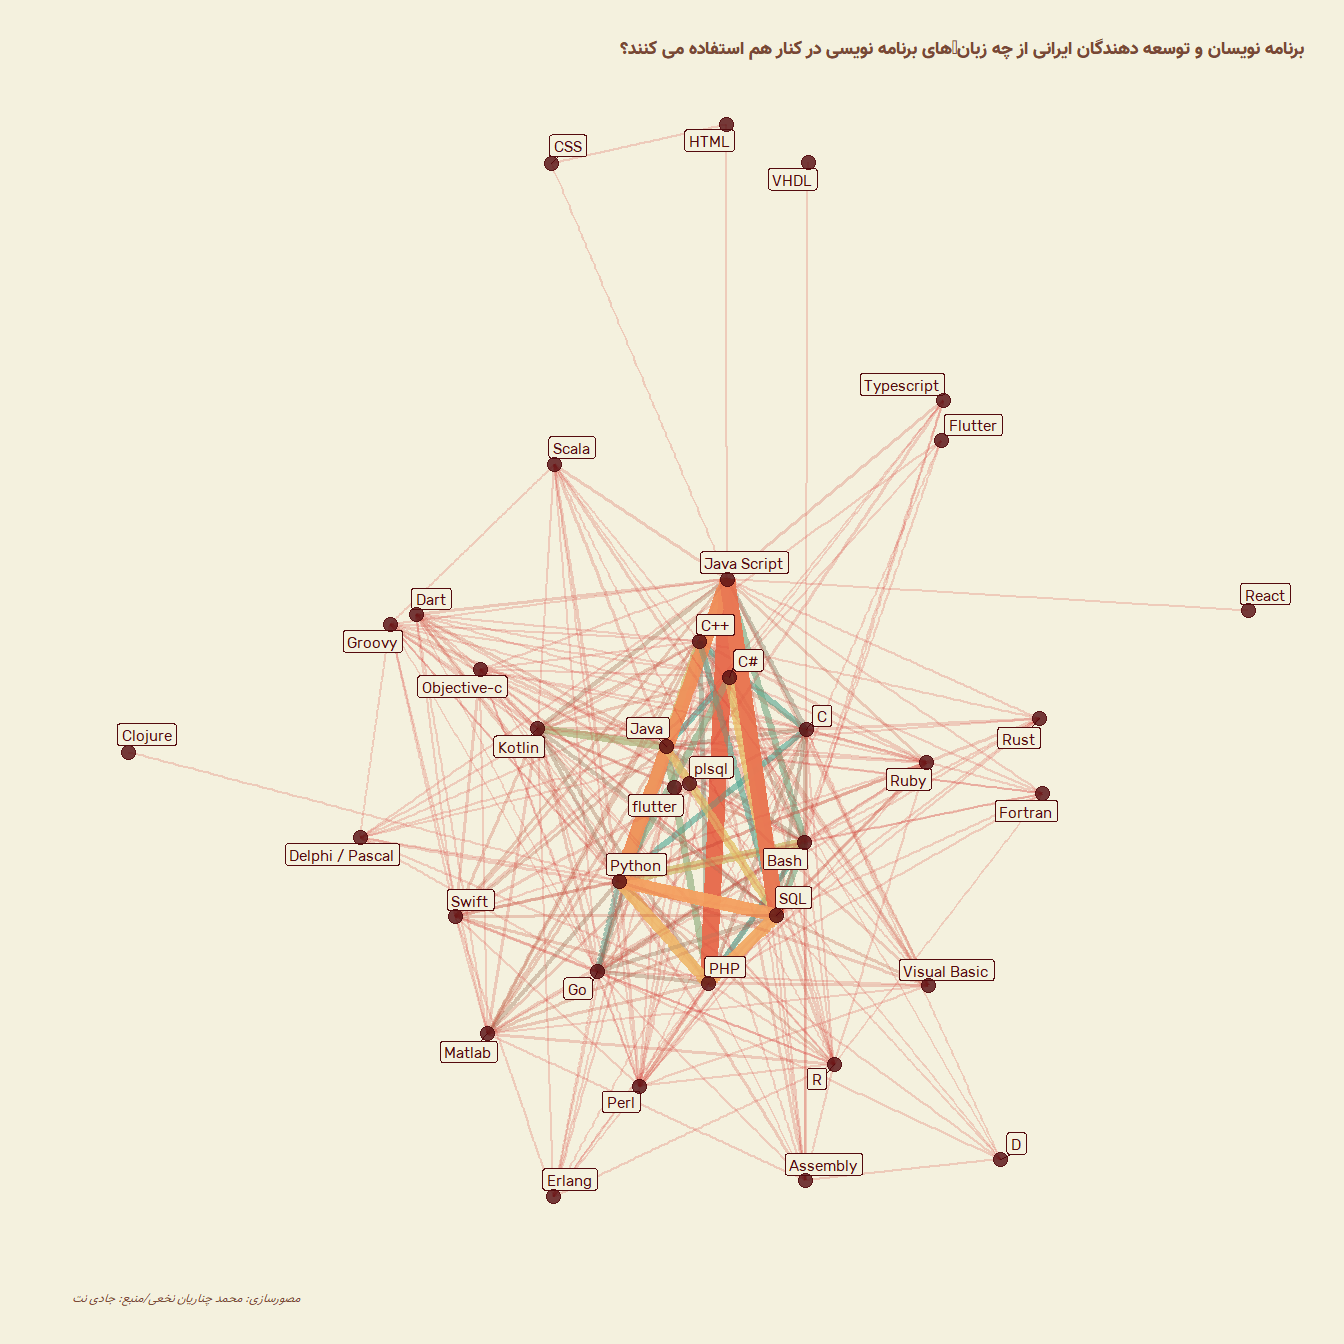 برنامه نویسان و توسعه دهندگان ایرانی از چه زبان‌های برنامه نویسی در کنار هم استفاده می کنند؟
HTML
CSS
VHDL
Typescript
Flutter
Scala
Java Script
React
Dart
C++
Groovy
C#
Objective-c
C
Java
Clojure
Rust
Kotlin
plsql
Ruby
flutter
Fortran
Delphi / Pascal
Bash
Python
SQL
Swift
PHP
Visual Basic
Go
Matlab
R
Perl
D
Assembly
Erlang
مصورسازی: محمد چناریان نخعی/منبع: جادی نت